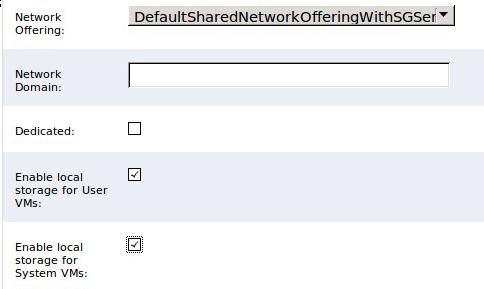 Network
Offering:
DefaultSharedNetworkOfferingWithSGSer
Network
Domain:
Dedicated:
Enable local
storage for User
VMs:
Enable local
storage for
System VMs: